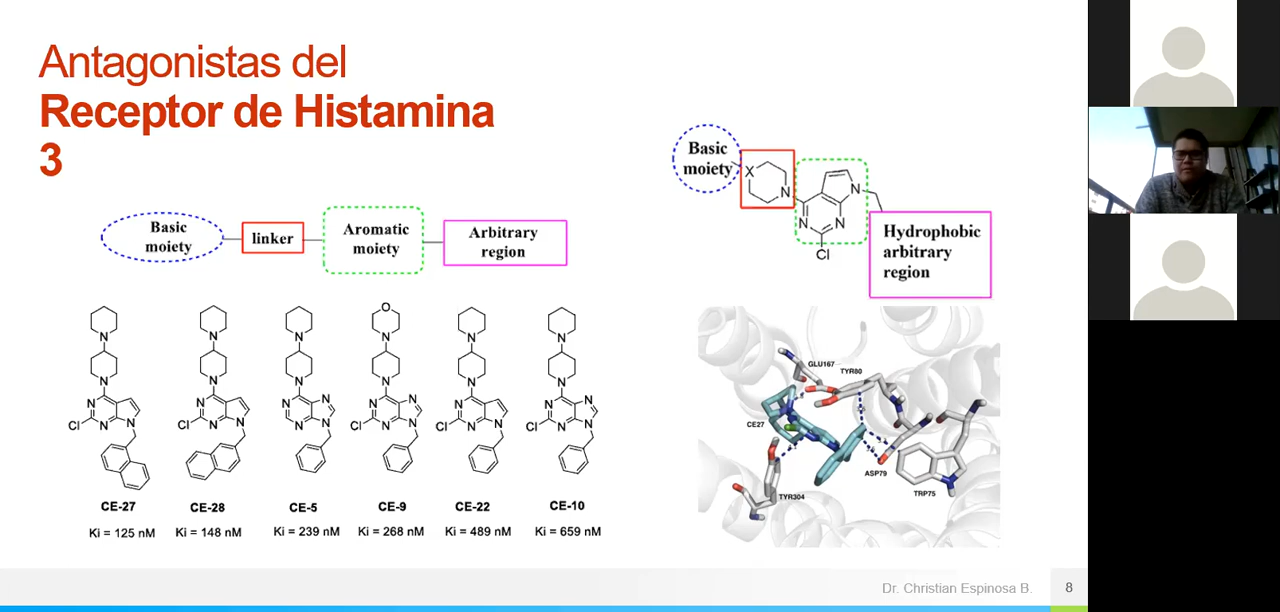 Antagonistas del
Receptor de Histamina
3
Basic
moiety
linker
Aromatic
moiety
Arbitrary
region
Basic
moiety
X
N
N
N
N
Cl
Hydrophobic
arbitrary
region
N
N
N
N
N
Cl
CE-27
Ki = 125 nM
N
N
N
N
N
Cl
CE-28
Ki = 148 nM
N
N
N
N
N
N
CE-5
Ki = 239 nM
O
N
N
N
N
N
N
Cl
CE-9
Ki = 268 nM
N
N
N
N
N
Cl
CE-22
Ki = 489 nM
N
N
N
N
N
N
Cl
CE-10
Ki = 659 nM
GLU167
TYR80
CE27
ASP79
TRP75
TYR304
Dr. Christian Espinosa B.
8